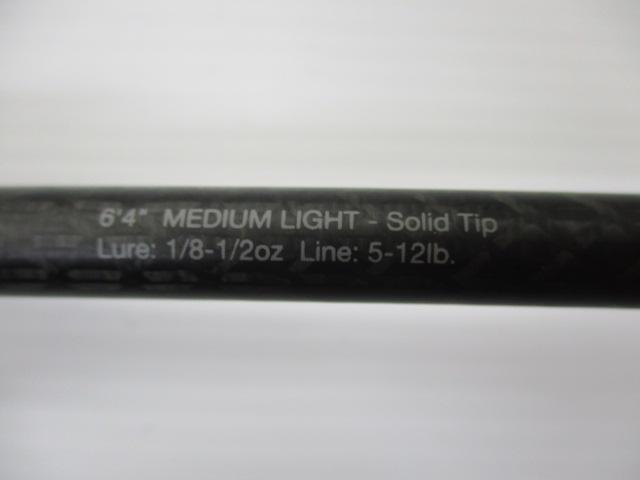 6'4" MEDIUM LIGHT - Solid Tip
Lure: 1/8-1/2oz Line: 5-12lb.